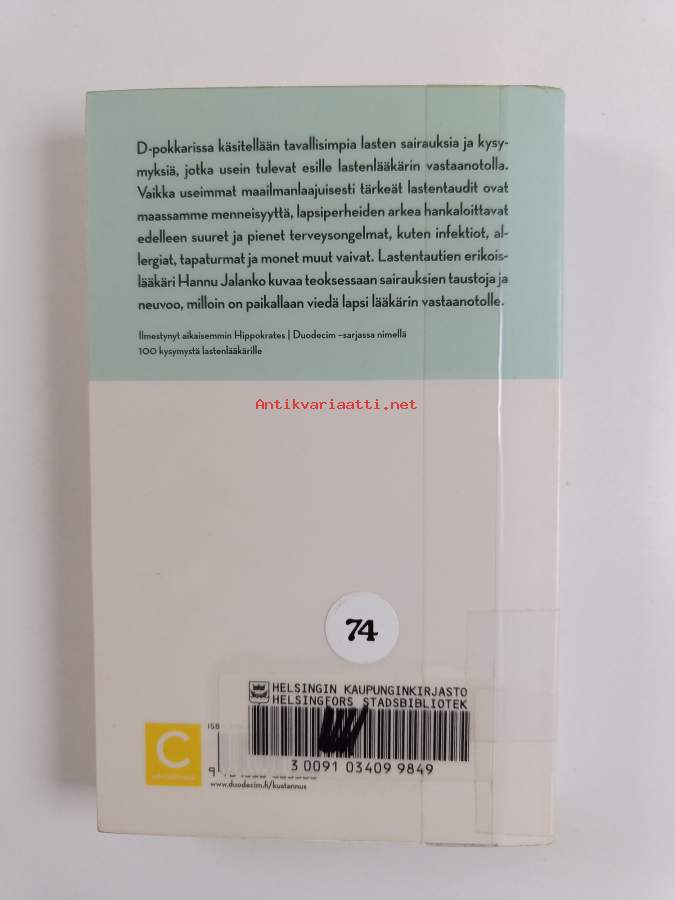 D-pokkarissa käsitellään tavallisimpia lasten sairauksia ja kysy-
myksiä, jotka usein tulevat esille lastenlääkärin vastaanotolla.
Vaikka useimmat maailmanlaajuisesti tärkeät lastentaudit ovat
maassamme menneisyyttä, lapsiperheiden arkea hankaloittavat
edelleen suuret ja pienet terveysongelmat, kuten infektiot, al-
lergiat, tapaturmat ja monet muut vaivat. Lastentautien erikois-
lääkäri Hannu Jalanko kuvaa teoksessaan sairauksien taustoja ja
neuvoo, milloin on paikallaan viedä lapsi lääkärin vastaanotolle.
Ilmestynyt aikaisemmin Hippokrates | Duodecim –sarjassa nimellä
100 kysymystä lastenlääkärille
Antikvariaatti.net
74
HELSINGIN KAUPUNGINKIRJASTO
HELSINGFORS STADSBIBLIOTEK
ISB
C
3 0091 03409 9849
9
www.duodecim.fi/kustannus